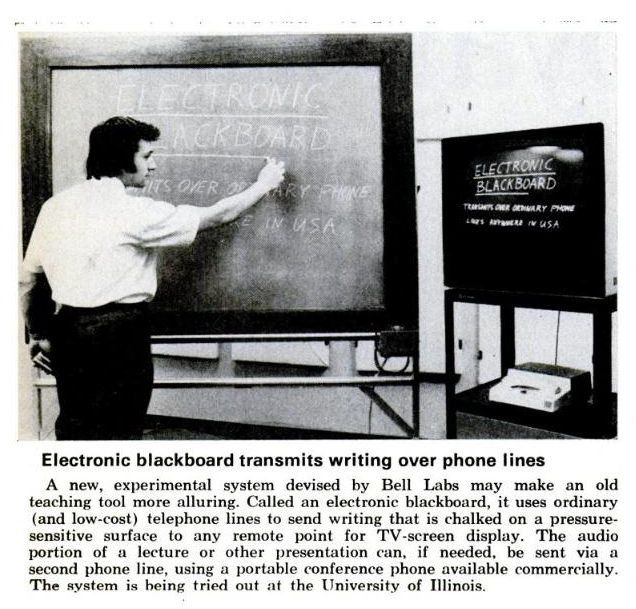 ELECTRONIC
BLACKBOARD
ITS OVER ORDINARY PHONE
E IN USA
ELECTRONIC
BLACKBOARD
TRANSMITS OVER ORDINARY PHONE
LINES ANYWHERE IN USA
Electronic blackboard transmits writing over phone lines
A new, experimental system devised by Bell Labs may make an old
teaching tool more alluring. Called an electronic blackboard, it uses ordinary
(and low-cost) telephone lines to send writing that is chalked on a pressure-
sensitive surface to any remote point for TV-screen display. The audio
portion of a lecture or other presentation can, if needed, be sent via a
second phone line, using a portable conference phone available commercially.
The system is being tried out at the University of Illinois.